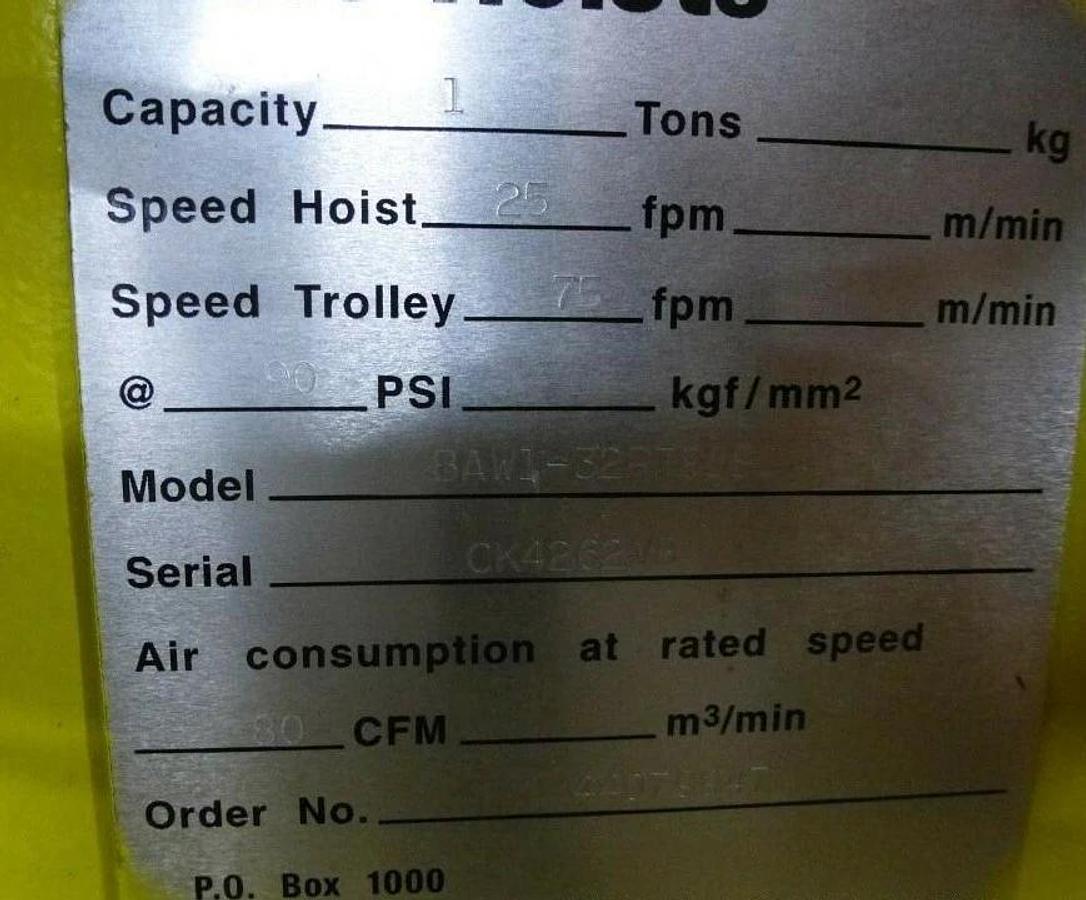 Hoists
Capacity 1 Tons kg
Speed Hoist 25 fpm m/min
Speed Trolley 75 fpm m/min
@ 90 PSI kgf/mm²
Model
Serial
Air consumption at rated speed
80 CFM m³/min
Order No.
P.O. Box 1000